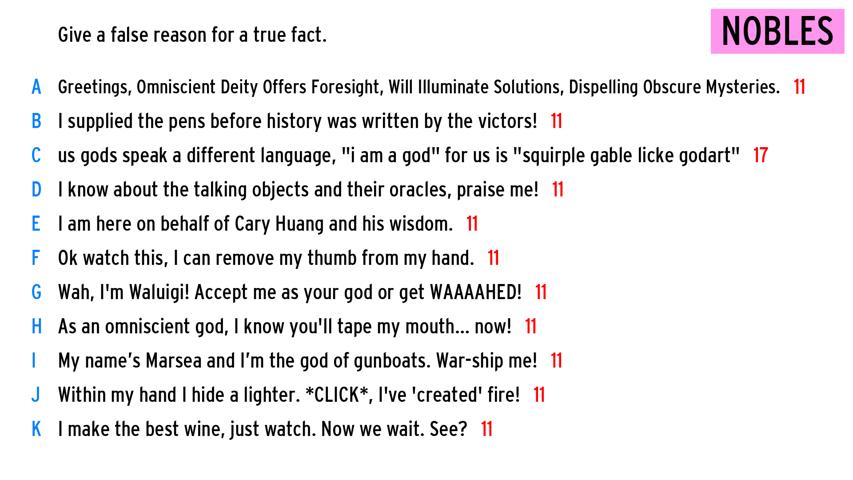 Give a false reason for a true fact.
NOBLES
A Greetings, Omniscient Deity Offers Foresight, Will Illuminate Solutions, Dispelling Obscure Mysteries. 11
B I supplied the pens before history was written by the victors! 11
C us gods speak a different language, "i am a god" for us is "squirple gable licke godart" 17
D I know about the talking objects and their oracles, praise me! 11
E I am here on behalf of Cary Huang and his wisdom. 11
F Ok watch this, I can remove my thumb from my hand. 11
G Wah, I'm Waluigi! Accept me as your god or get WAAAAHED! 11
H As an omniscient god, I know you'll tape my mouth... now! 11
I My name’s Marsea and I’m the god of gunboats. War-ship me! 11
J Within my hand I hide a lighter. *CLICK*, I've 'created' fire! 11
K I make the best wine, just watch. Now we wait. See? 11